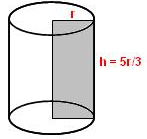 r
h = 5r/3